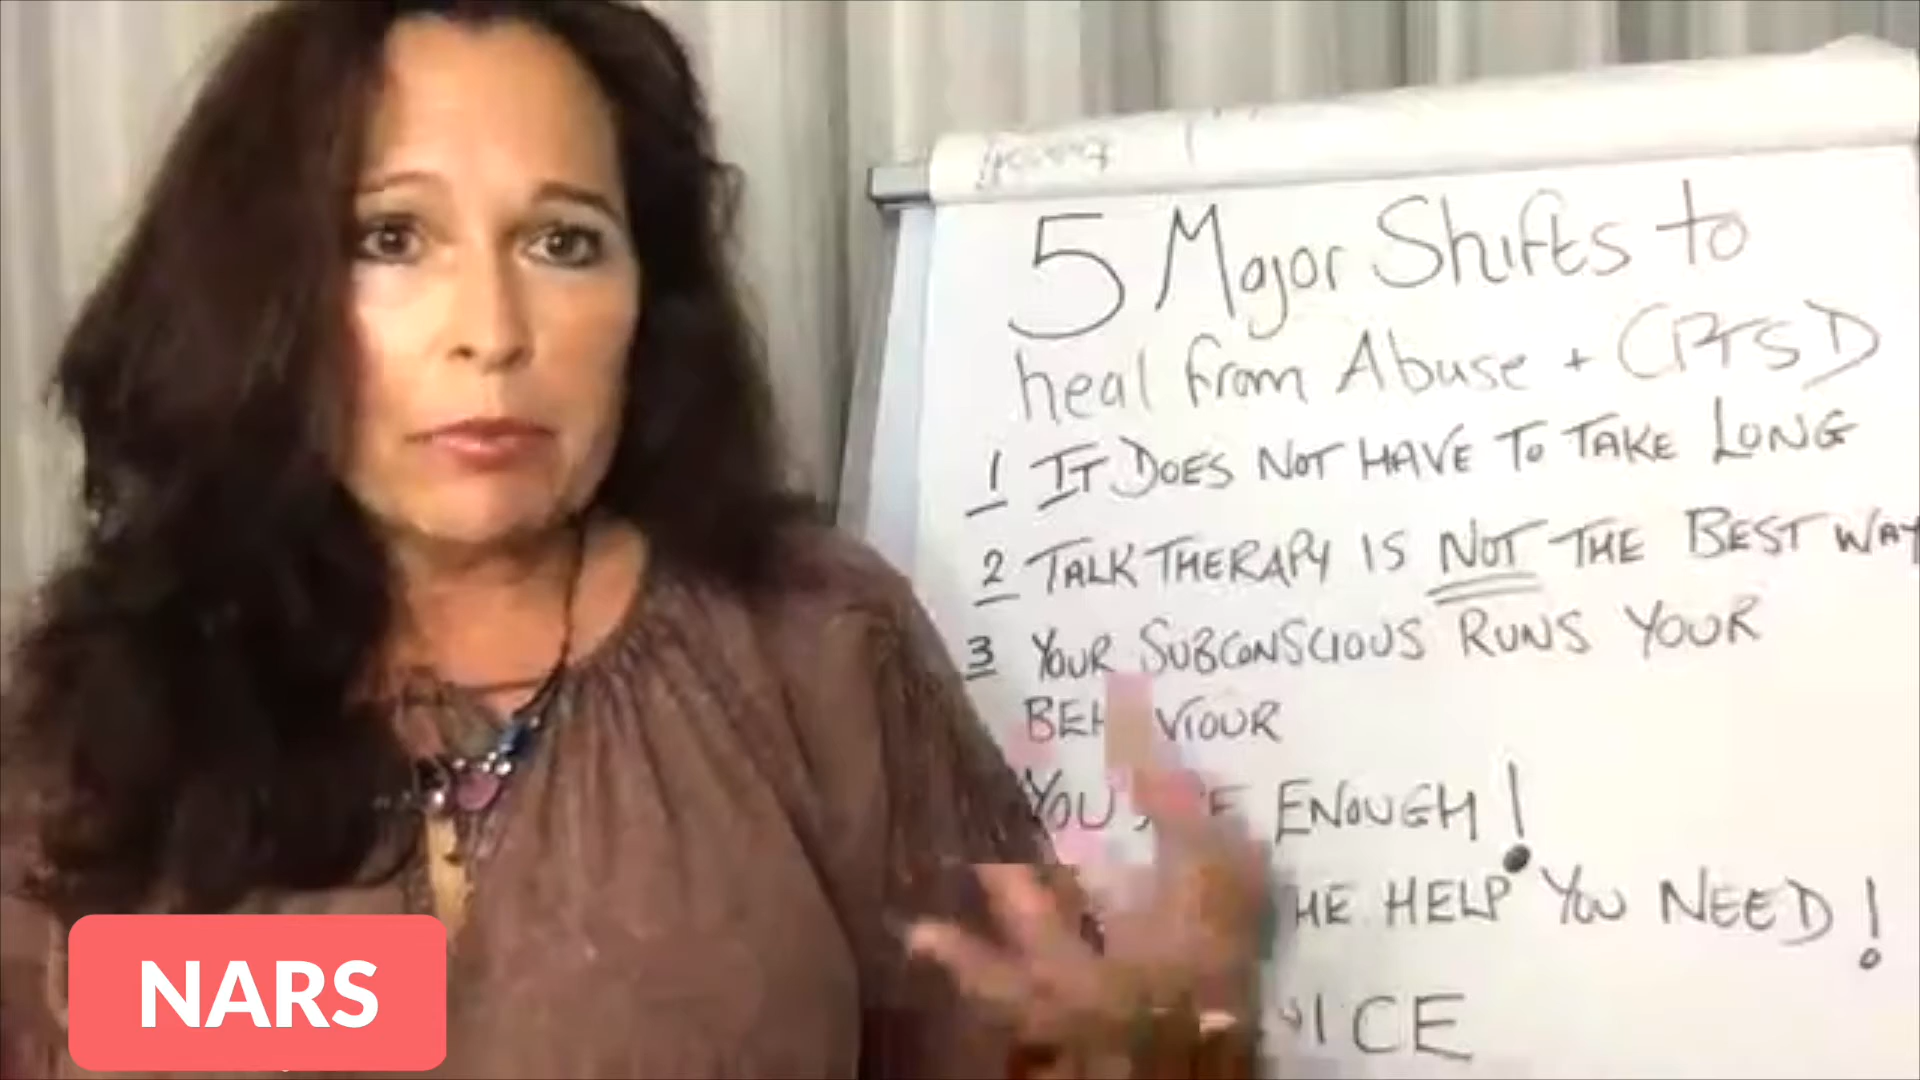 5 Major Shifts to
heal from Abuse + CPTSD
1 IT DOES NOT HAVE TO TAKE LONG
2 TALK THERAPY IS NOT THE BEST WAY
3 YOUR SUBCONSCIOUS RUNS YOUR
BEHAVIOUR
ENOUGH!
HELP YOU NEED!
NARS